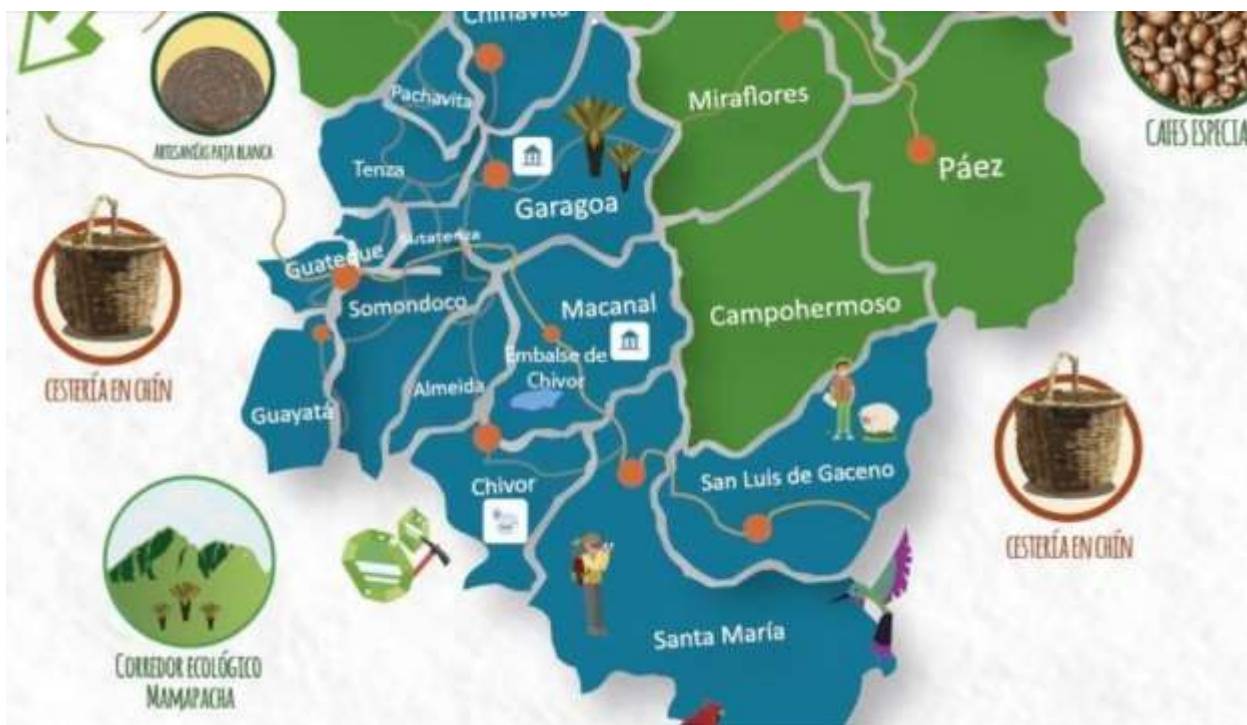 Chinavita
Pachavita
Miraflores
CAFES ESPECIA
ARTESANÍAS PAJA BLANCA
Tenza
Páez
Garagoa
Sutatenza
Guateque
Somondoco
Macanal
Campohermoso
Embalse de
Chivor
Almeida
CESTERÍA EN CHÍN
Guayatá
Chivor
San Luis de Gaceno
CESTERÍA EN CHÍN
Santa María
CORREDOR ECOLÓGICO
MAMAPACHA